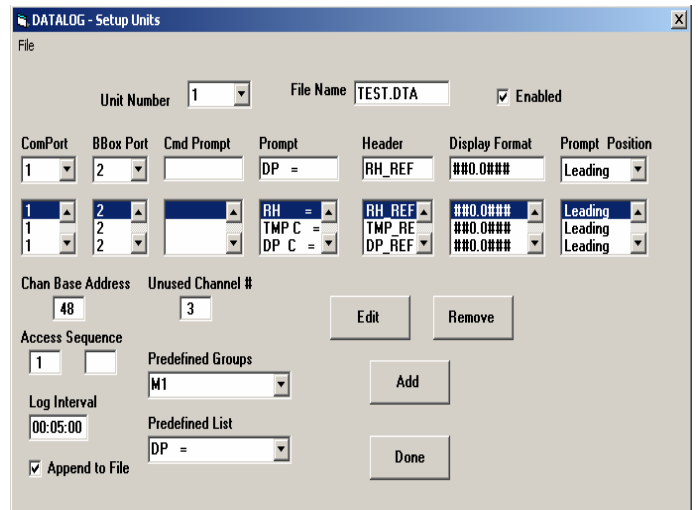 DATALOG - Setup Units
File
Unit Number 1 File Name TEST.DTA Enabled
ComPort BBox Port Cmd Prompt Prompt Header Display Format Prompt Position
1 2 DP = RH_REF ##0.0### Leading
1 2 RH = RH_REF ##0.0### Leading
1 2 TMP C = TMP_RE ##0.0### Leading
1 2 DP C = DP_REF ##0.0### Leading
Chan Base Address Unused Channel #
48 3
Edit Remove
Access Sequence
1
Predefined Groups
M1
Add
Log Interval
00:05:00
Predefined List
DP =
Done
Append to File